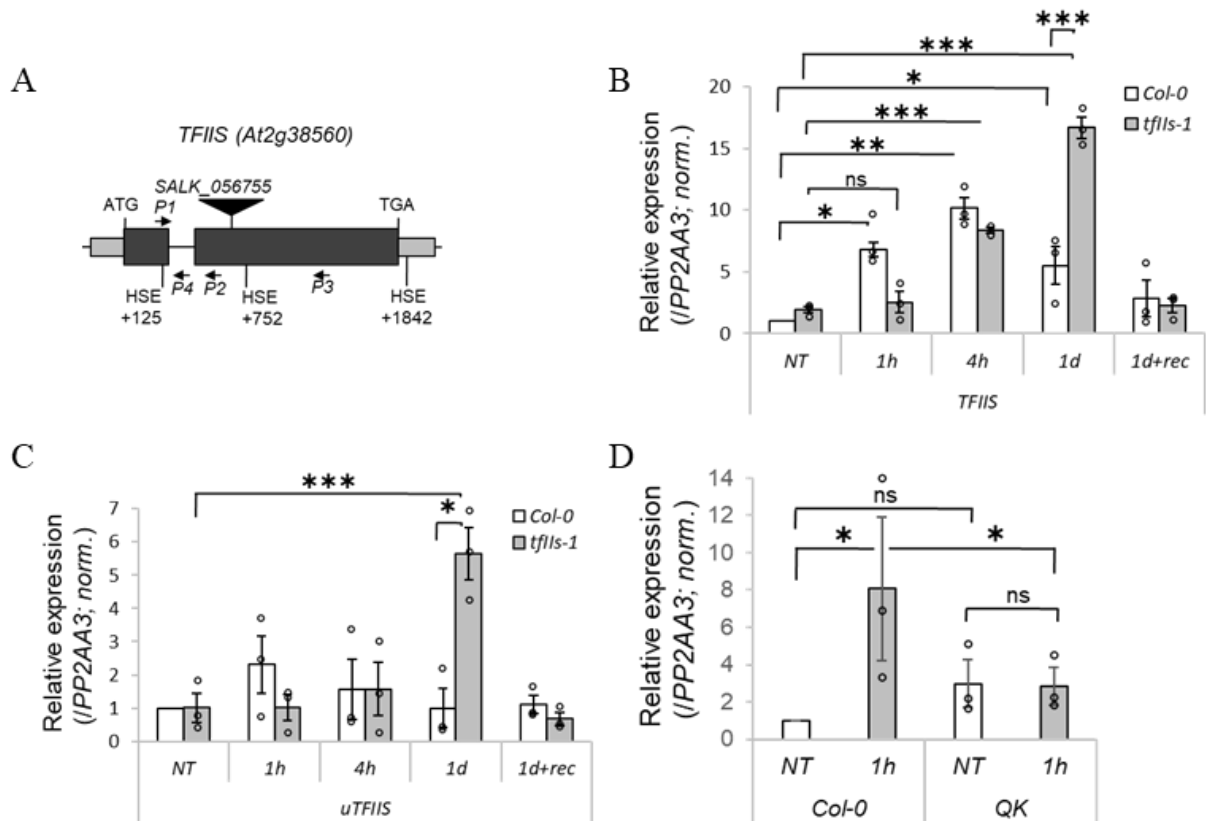 A
TFIIS (At2g38560)
SALK_056755
ATG P1 TGA
P4 P2 P3
HSE HSE HSE
+125 +752 +1842
B
Relative expression
(/PP2AA3; norm.)
20
15
10
5
0
***
***
*
***
**
ns
*
Col-0
tfIIs-1
NT 1h 4h 1d 1d+rec
TFIIS
C
Relative expression
(/PP2AA3; norm.)
7
6
5
4
3
2
1
0
***
*
Col-0
tfIIs-1
NT 1h 4h 1d 1d+rec
uTFIIS
D
Relative expression
(/PP2AA3; norm.)
14
12
10
8
6
4
2
0
ns
* *
ns
NT 1h NT 1h
Col-0 QK